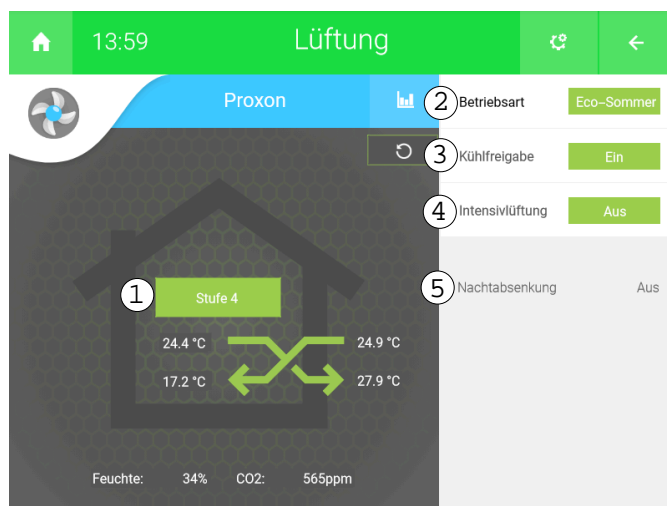 13:59 Lüftung
Proxon
2 Betriebsart Eco–Sommer
3 Kühlfreigabe Ein
4 Intensivlüftung Aus
5 Nachtabsenkung Aus
1 Stufe 4
24.4 °C 24.9 °C
17.2 °C 27.9 °C
Feuchte: 34% CO2: 565ppm